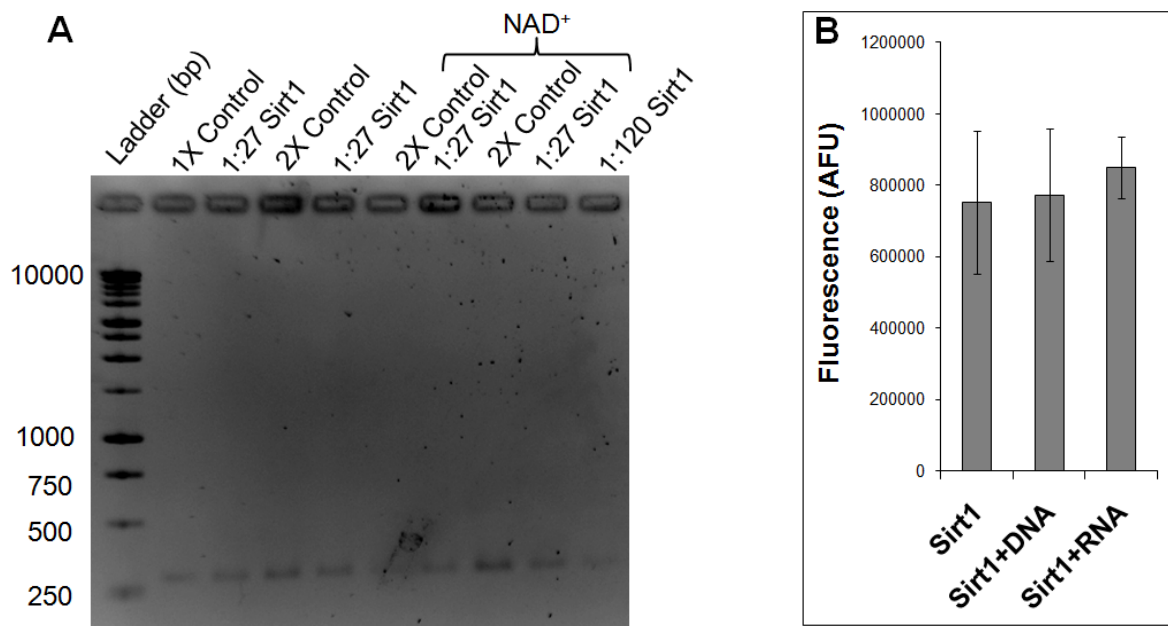 A
NAD⁺
Ladder (bp)
1X Control
1:27 Sirt1
2X Control
1:27 Sirt1
2X Control
1:27 Sirt1
2X Control
1:27 Sirt1
1:120 Sirt1
10000
1000
750
500
250
B
Fluorescence (AFU)
1200000
1000000
800000
600000
400000
200000
0
Sirt1
Sirt1+DNA
Sirt1+RNA